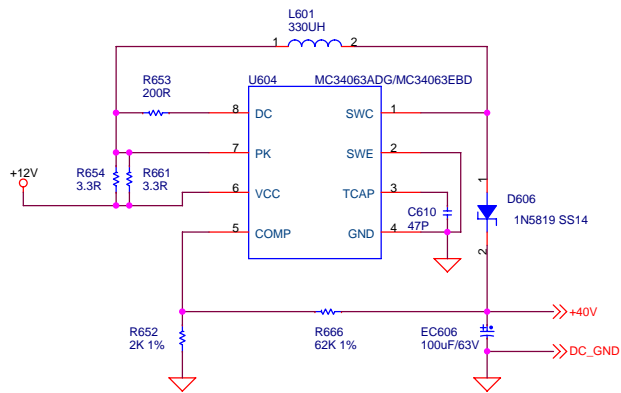 L601
330UH
1 2
R653
200R
U604 MC34063ADG/MC34063EBD
8 DC SWC 1
7 PK SWE 2
+12V
R654 R661
3.3R 3.3R
6 VCC TCAP 3
C610
47P
5 COMP GND 4
1
D606
1N5819 SS14
2
+40V
R652 R666 EC606
2K 1% 62K 1% 100uF/63V
DC_GND